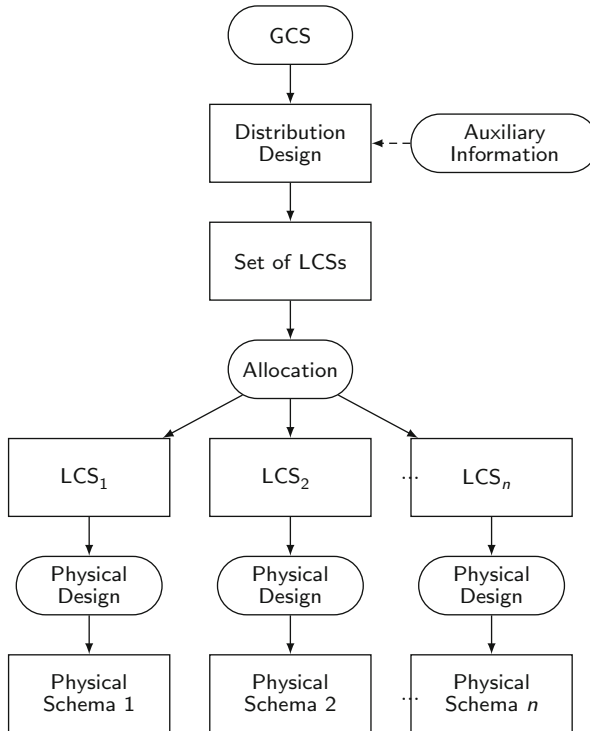 GCS
Distribution
Design
Auxiliary
Information
Set of LCSs
Allocation
LCS₁
LCS₂
...
LCSₙ
Physical
Design
Physical
Design
Physical
Design
Physical
Schema 1
Physical
Schema 2
...
Physical
Schema n